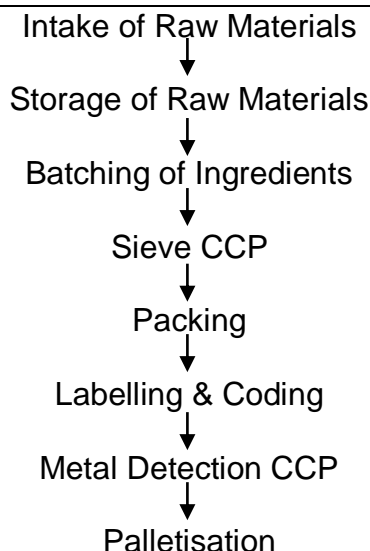 Intake of Raw Materials
Storage of Raw Materials
Batching of Ingredients
Sieve CCP
Packing
Labelling & Coding
Metal Detection CCP
Palletisation